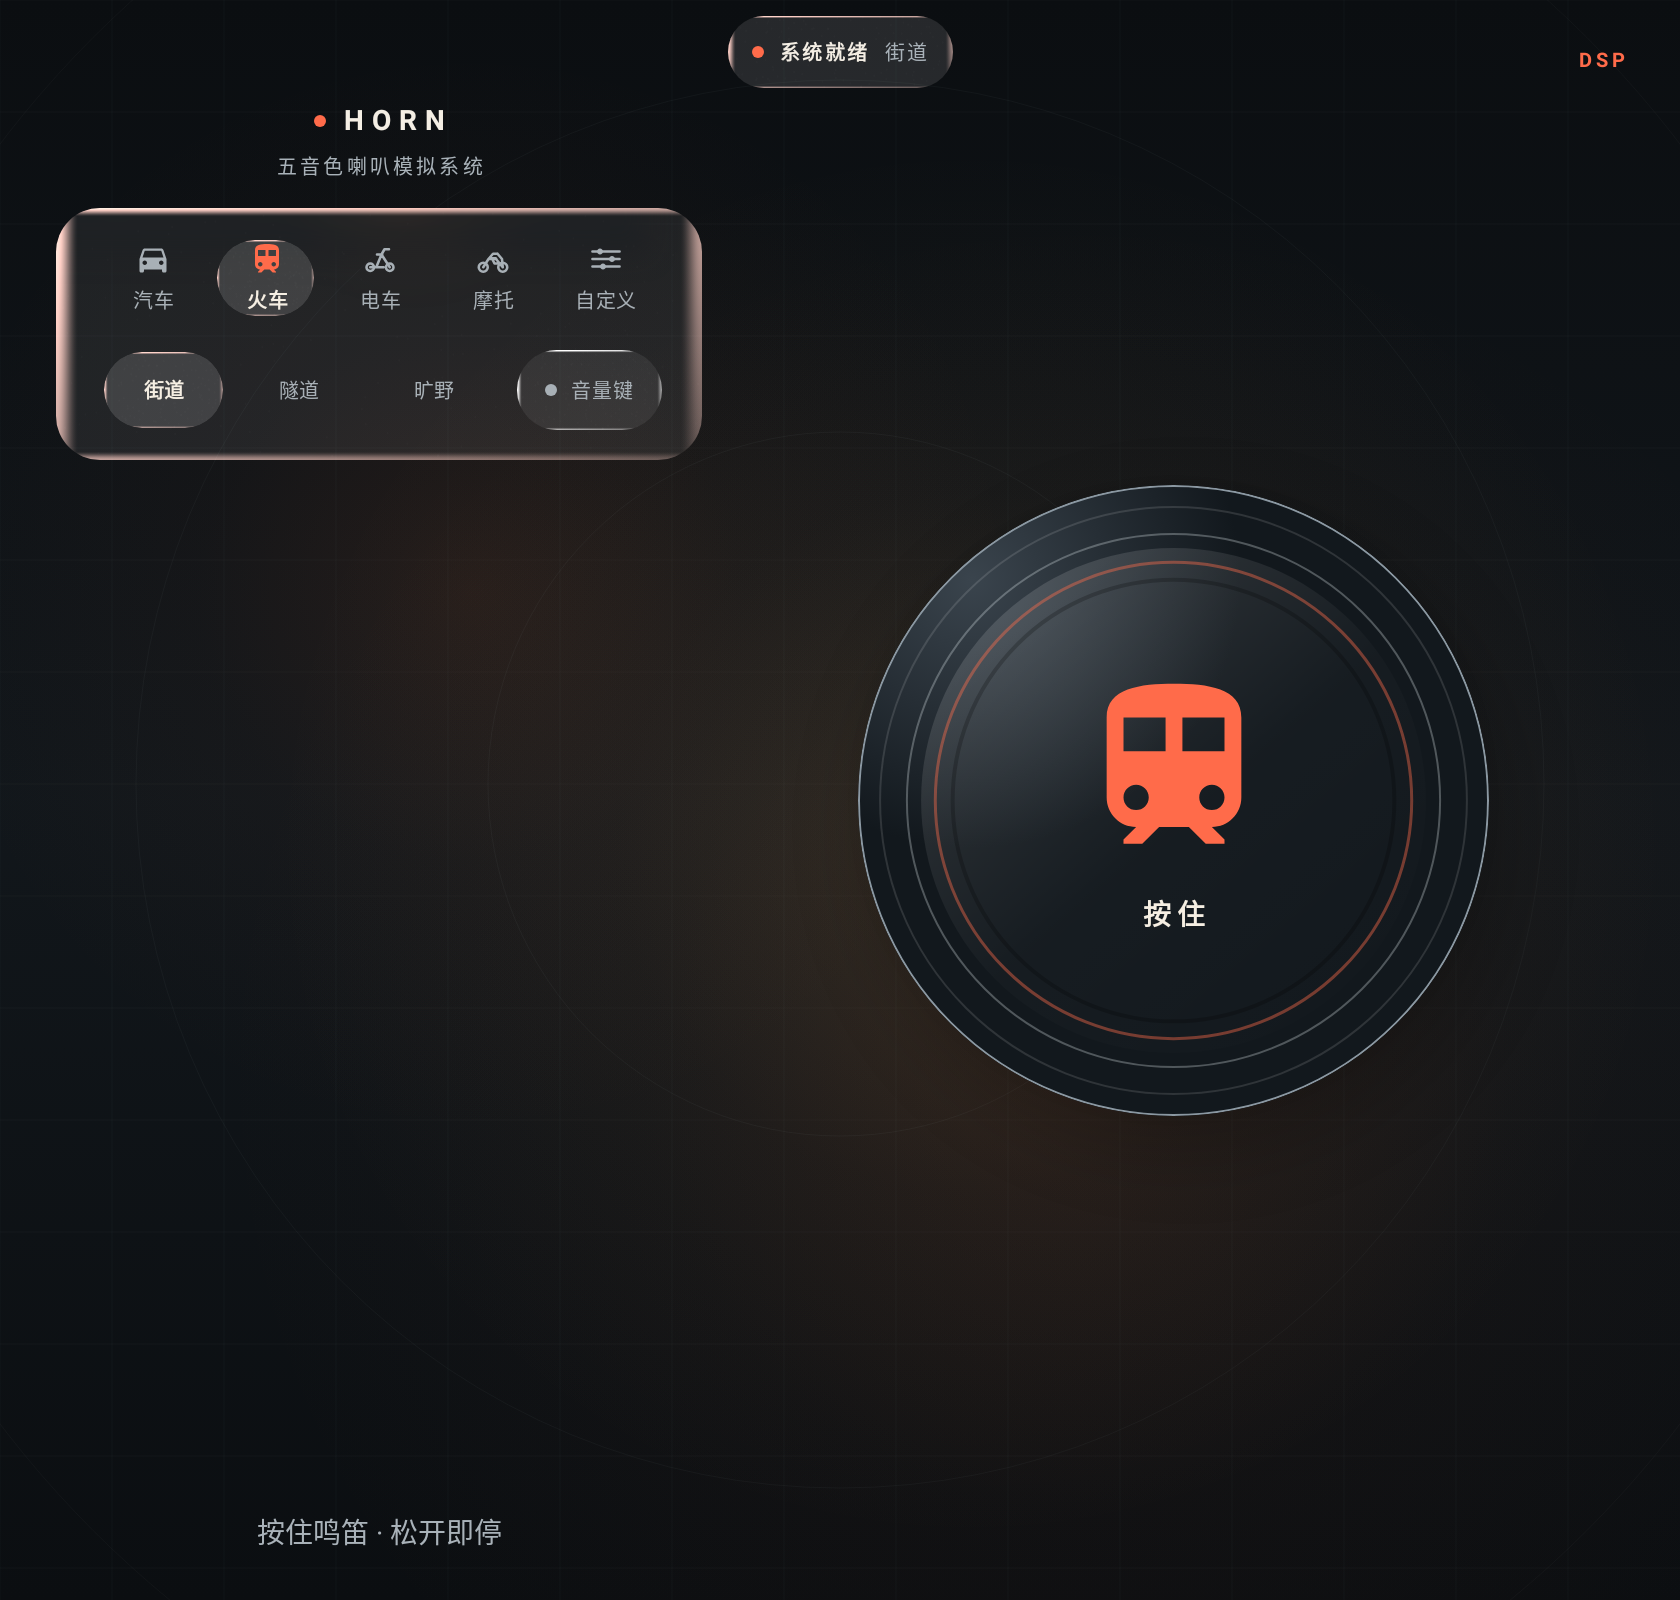 系统就绪 街道
DSP
HORN
五音色喇叭模拟系统
汽车 火车 电车 摩托 自定义
街道 隧道 旷野 音量键
按住
按住鸣笛 · 松开即停